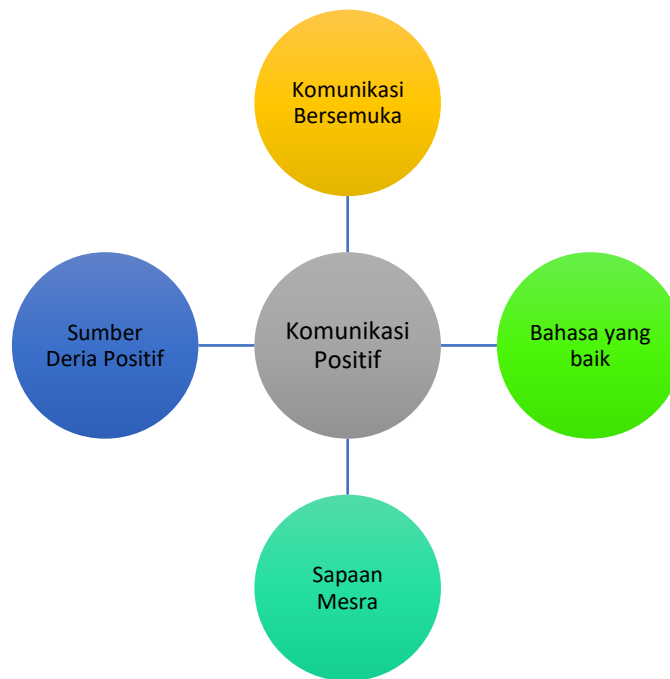 Komunikasi
Bersemuka
Sumber
Deria Positif
Komunikasi
Positif
Bahasa yang
baik
Sapaan
Mesra